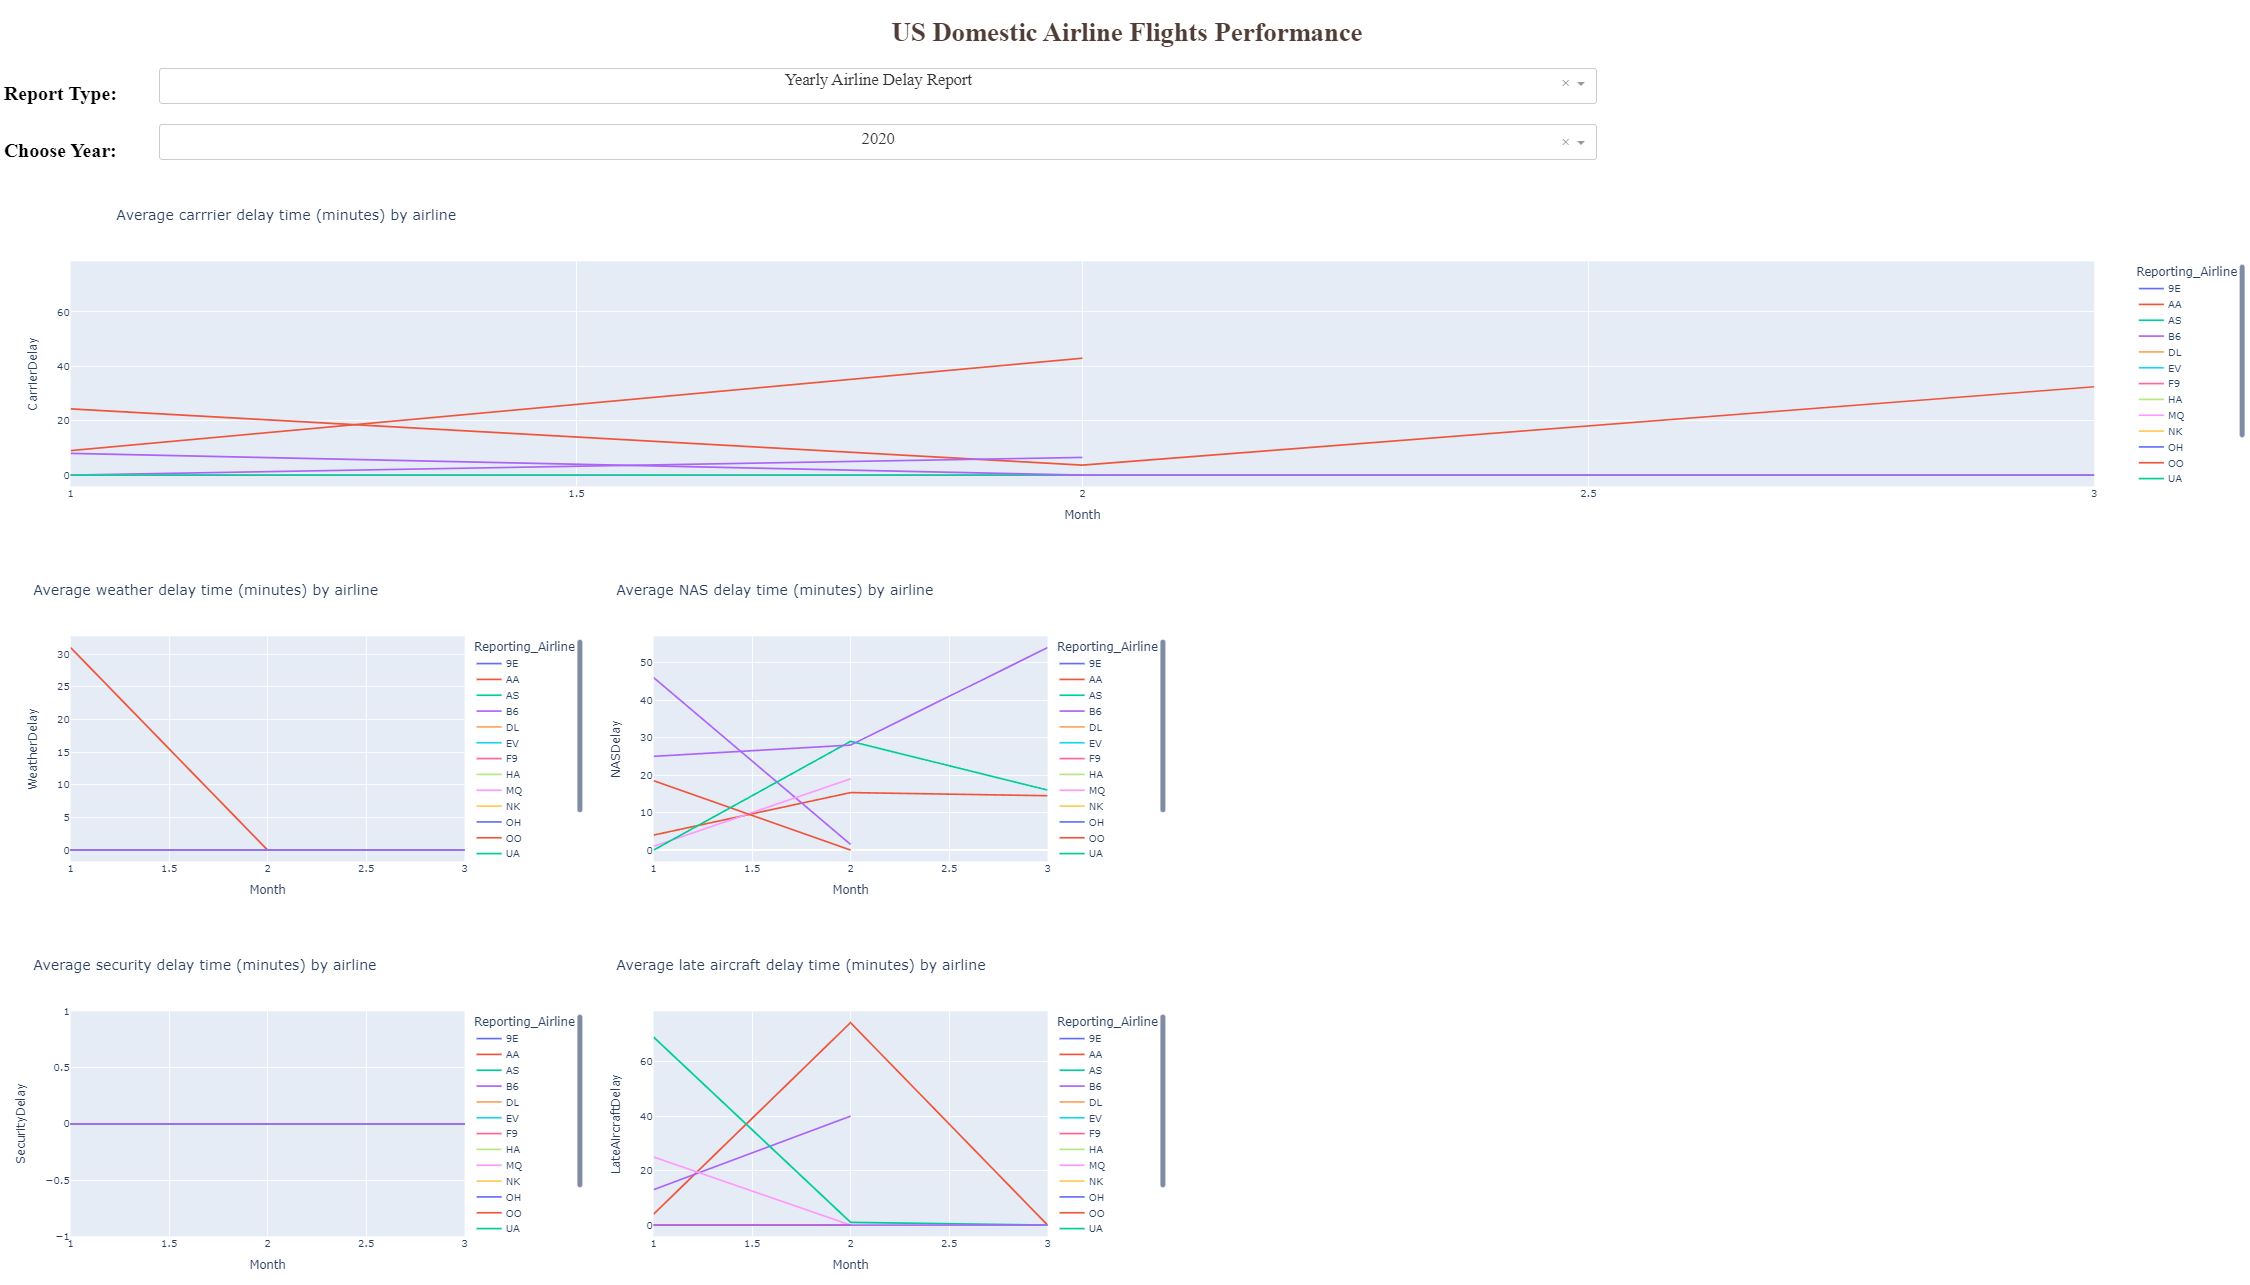 US Domestic Airline Flights Performance
Report Type:
Yearly Airline Delay Report
× 
Choose Year:
2020
×
Average carrrier delay time (minutes) by airline
CarrierDelay
60
40
20
0
1 1.5 2 2.5 3
Month
Reporting_Airline
9E
AA
AS
B6
DL
EV
F9
HA
MQ
NK
OH
OO
UA
Average weather delay time (minutes) by airline
WeatherDelay
30
25
20
15
10
5
0
1 1.5 2 2.5 3
Month
Reporting_Airline
9E
AA
AS
B6
DL
EV
F9
HA
MQ
NK
OH
OO
UA
Average NAS delay time (minutes) by airline
NASDelay
50
40
30
20
10
0
1 1.5 2 2.5 3
Month
Reporting_Airline
9E
AA
AS
B6
DL
EV
F9
HA
MQ
NK
OH
OO
UA
Average security delay time (minutes) by airline
SecurityDelay
1
0.5
0
−0.5
−1
1 1.5 2 2.5 3
Month
Reporting_Airline
9E
AA
AS
B6
DL
EV
F9
HA
MQ
NK
OH
OO
UA
Average late aircraft delay time (minutes) by airline
LateAircraftDelay
60
40
20
0
1 1.5 2 2.5 3
Month
Reporting_Airline
9E
AA
AS
B6
DL
EV
F9
HA
MQ
NK
OH
OO
UA